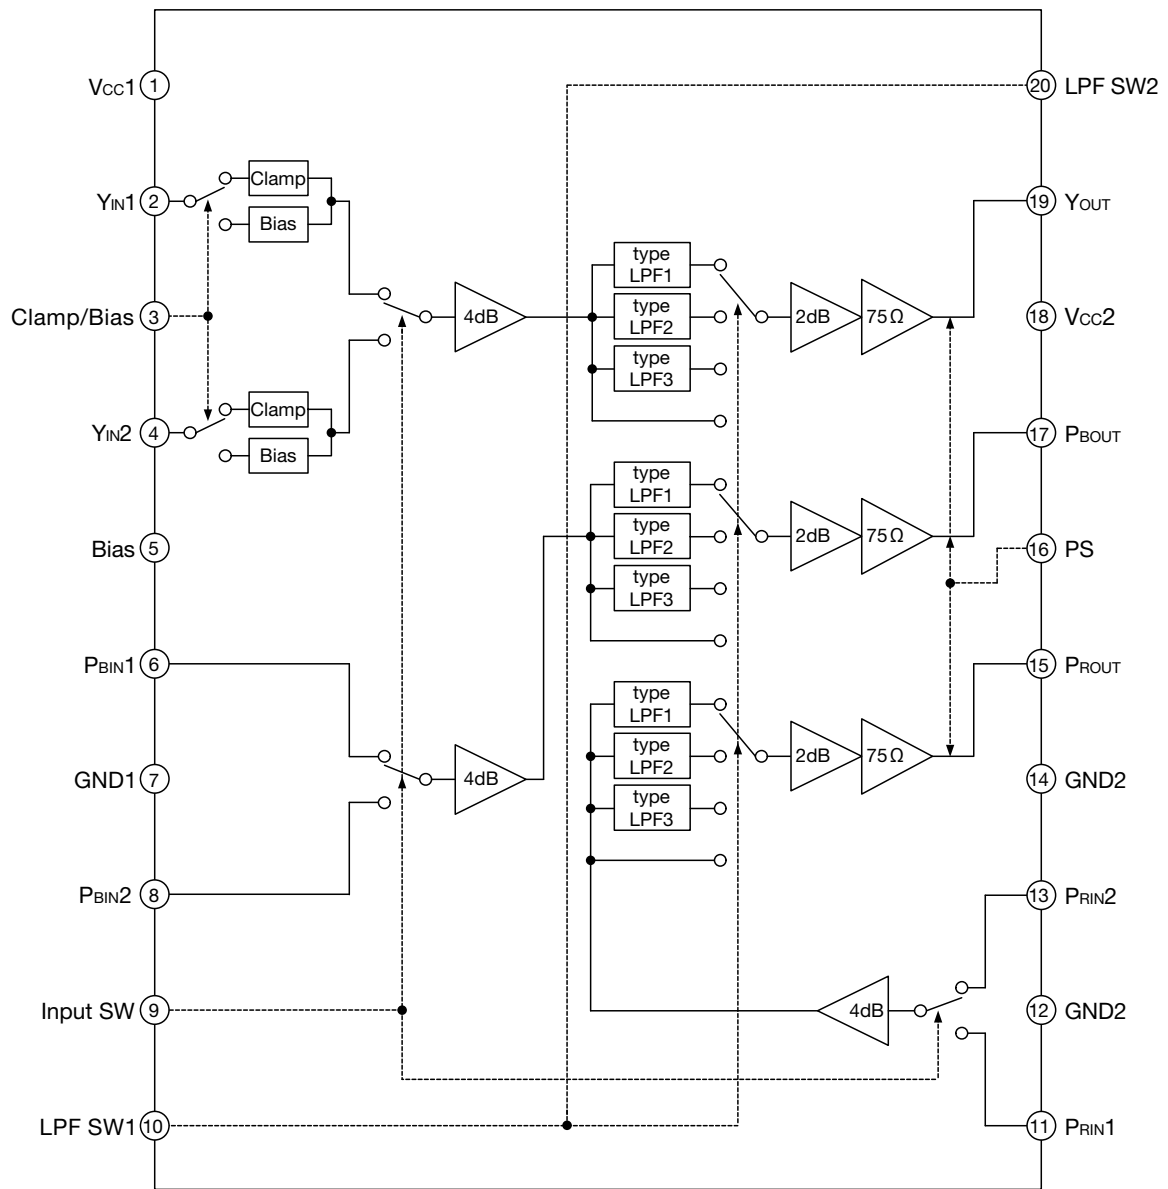 VCC1 1
20 LPF SW2
Clamp
YIN1 2
19 YOUT
Bias
type LPF1
Clamp/Bias 3
4dB
type LPF2
2dB
75Ω
18 VCC2
type LPF3
Clamp
YIN2 4
17 PBOUT
Bias
type LPF1
Bias 5
type LPF2
2dB
75Ω
16 PS
type LPF3
PBIN1 6
15 PROUT
type LPF1
GND1 7
4dB
type LPF2
2dB
75Ω
14 GND2
type LPF3
PBIN2 8
13 PRIN2
Input SW 9
4dB
12 GND2
LPF SW1 10
11 PRIN1